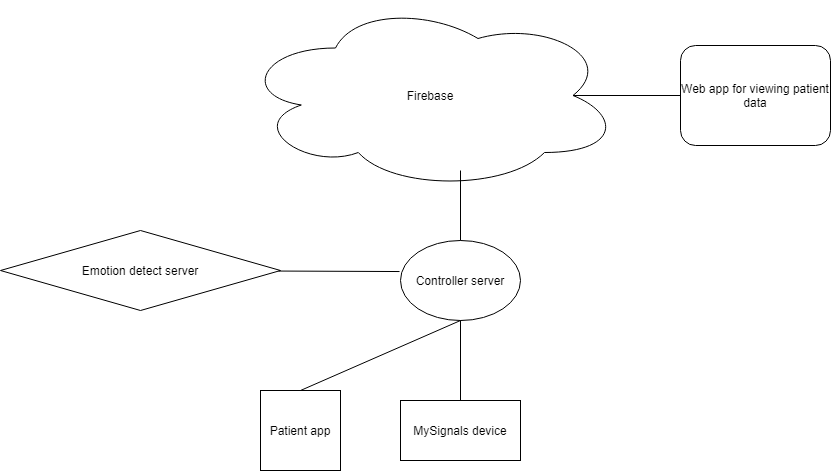 Firebase
Web app for viewing patient
data
Emotion detect server
Controller server
Patient app
MySignals device